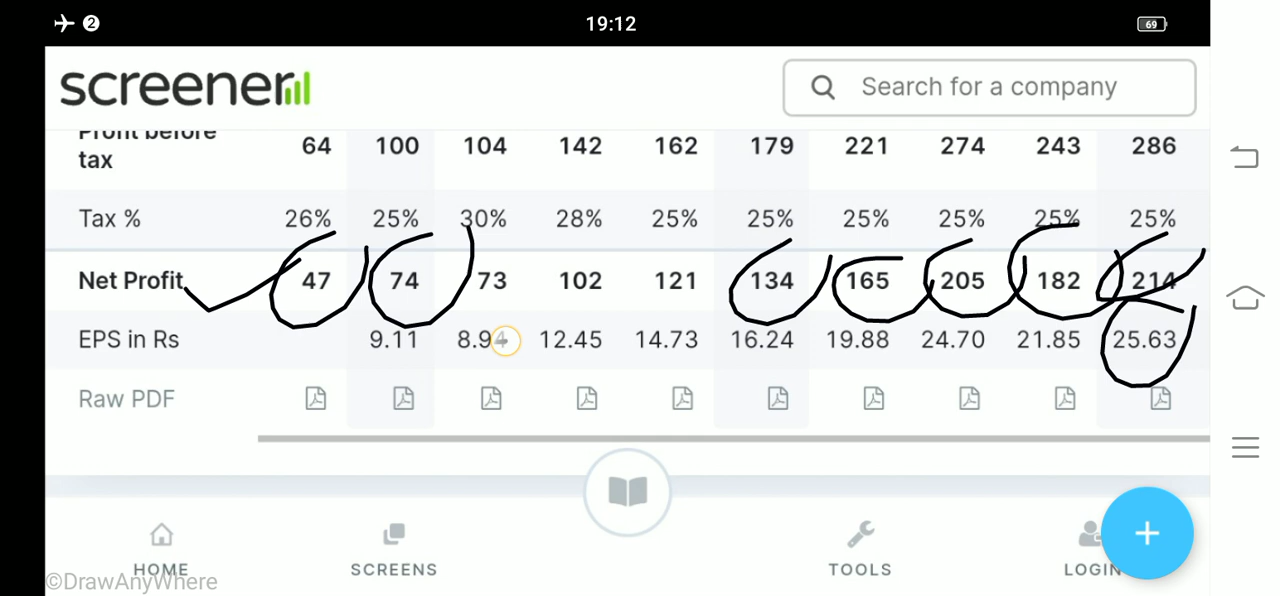 2 19:12 69
screener Search for a company
Profit before
tax 64 100 104 142 162 179 221 274 243 286
Tax % 26% 25% 30% 28% 25% 25% 25% 25% 25% 25%
Net Profit 47 74 73 102 121 134 165 205 182 214
EPS in Rs 9.11 8.94 12.45 14.73 16.24 19.88 24.70 21.85 25.63
Raw PDF
HOME SCREENS TOOLS LOGIN
©DrawAnyWhere